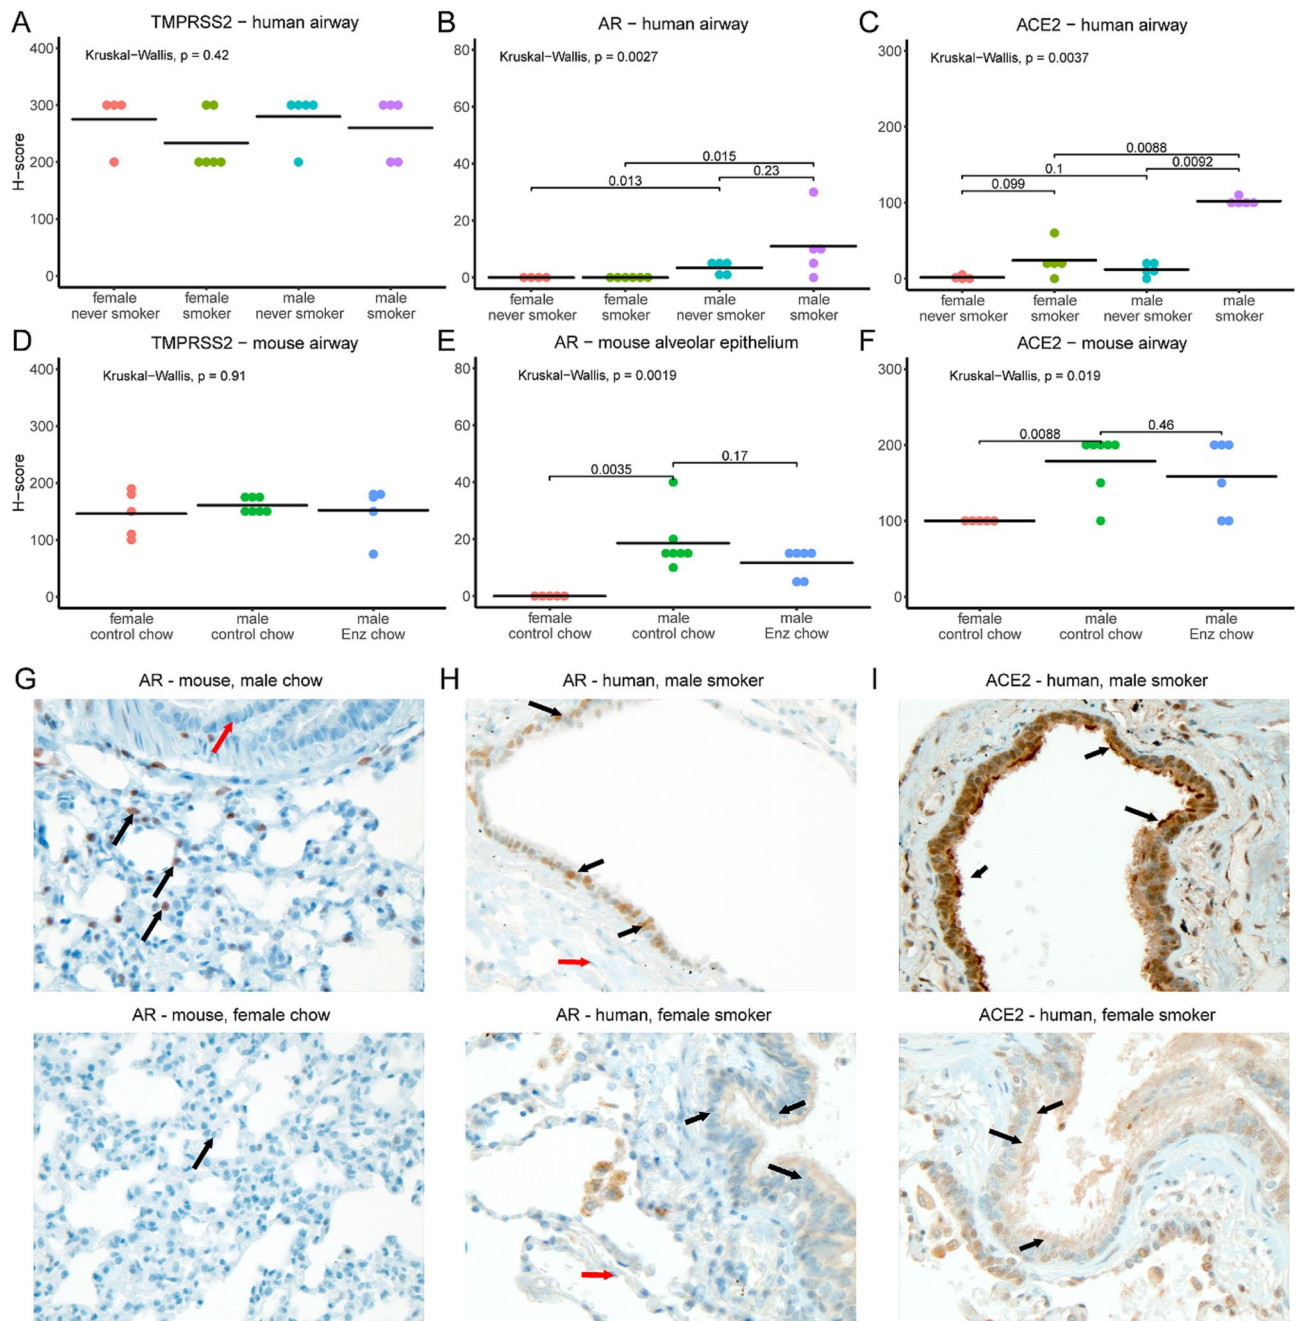 A
TMPRSS2 − human airway
Kruskal−Wallis, p = 0.42
H−score
400
300
200
100
0
female
never smoker
female
smoker
male
never smoker
male
smoker
B
AR − human airway
Kruskal−Wallis, p = 0.0027
80
60
40
20
0
0.015
0.23
0.013
female
never smoker
female
smoker
male
never smoker
male
smoker
C
ACE2 − human airway
Kruskal−Wallis, p = 0.0037
300
200
100
0
0.0088
0.0092
0.1
0.099
female
never smoker
female
smoker
male
never smoker
male
smoker
D
TMPRSS2 − mouse airway
Kruskal−Wallis, p = 0.91
H−score
400
300
200
100
0
female
control chow
male
control chow
male
Enz chow
E
AR − mouse alveolar epithelium
Kruskal−Wallis, p = 0.0019
80
60
40
20
0
0.0035
0.17
female
control chow
male
control chow
male
Enz chow
F
ACE2 − mouse airway
Kruskal−Wallis, p = 0.019
300
200
100
0
0.0088
0.46
female
control chow
male
control chow
male
Enz chow
G
AR - mouse, male chow
H
AR - human, male smoker
I
ACE2 - human, male smoker
AR - mouse, female chow
AR - human, female smoker
ACE2 - human, female smoker